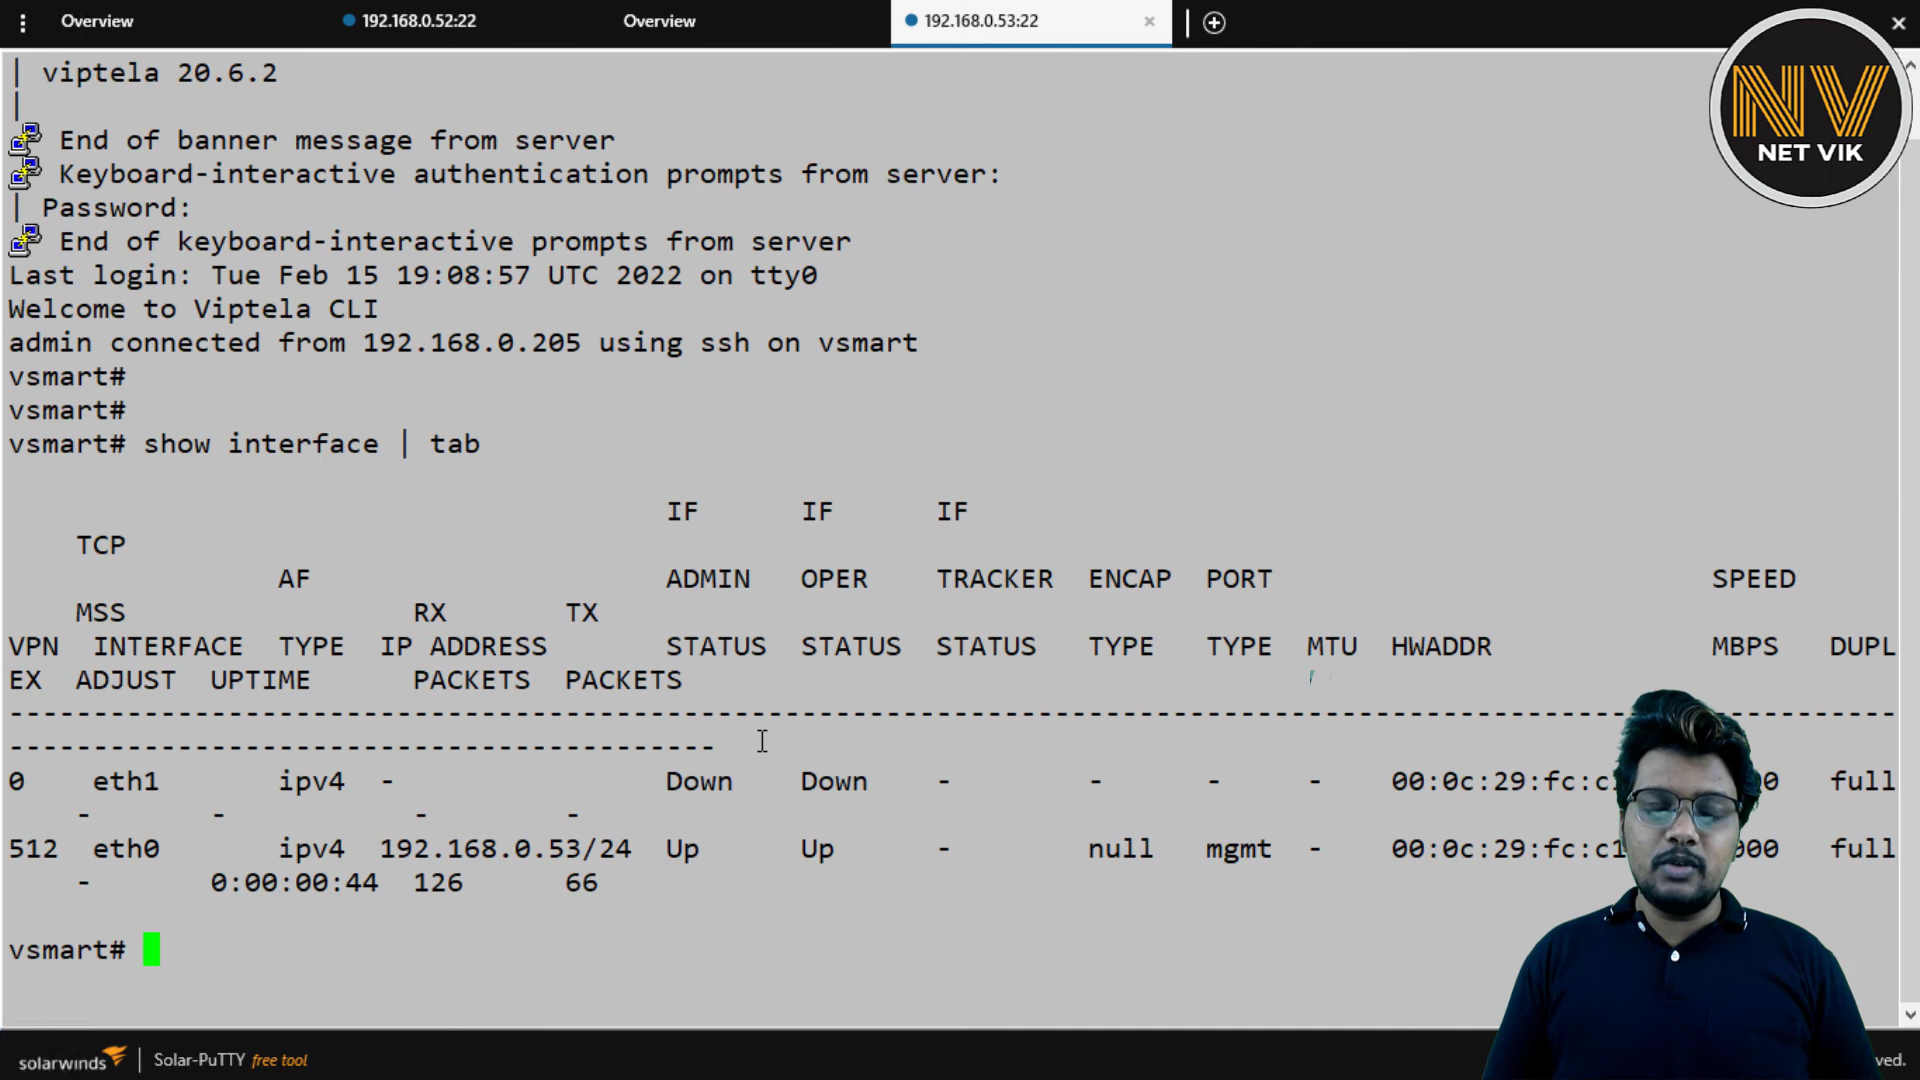 Overview 192.168.0.52:22 Overview 192.168.0.53:22
| viptela 20.6.2
|
End of banner message from server
Keyboard-interactive authentication prompts from server:
| Password:
End of keyboard-interactive prompts from server
Last login: Tue Feb 15 19:08:57 UTC 2022 on tty0
Welcome to Viptela CLI
admin connected from 192.168.0.205 using ssh on vsmart
vsmart#
vsmart#
vsmart# show interface | tab
IF IF IF
TCP
AF ADMIN OPER TRACKER ENCAP PORT SPEED
MSS RX TX
VPN INTERFACE TYPE IP ADDRESS STATUS STATUS STATUS TYPE TYPE MTU HWADDR MBPS DUPL
EX ADJUST UPTIME PACKETS PACKETS
--------------------------------------------------------------------------------
------------------------------------------
0 eth1 ipv4 - Down Down - - - - 00:0c:29:fc:c full
- - - -
512 eth0 ipv4 192.168.0.53/24 Up Up - null mgmt - 00:0c:29:fc:c1 full
- 0:00:00:44 126 66
vsmart#
NV
NET VIK
solarwinds | Solar-PuTTY free tool